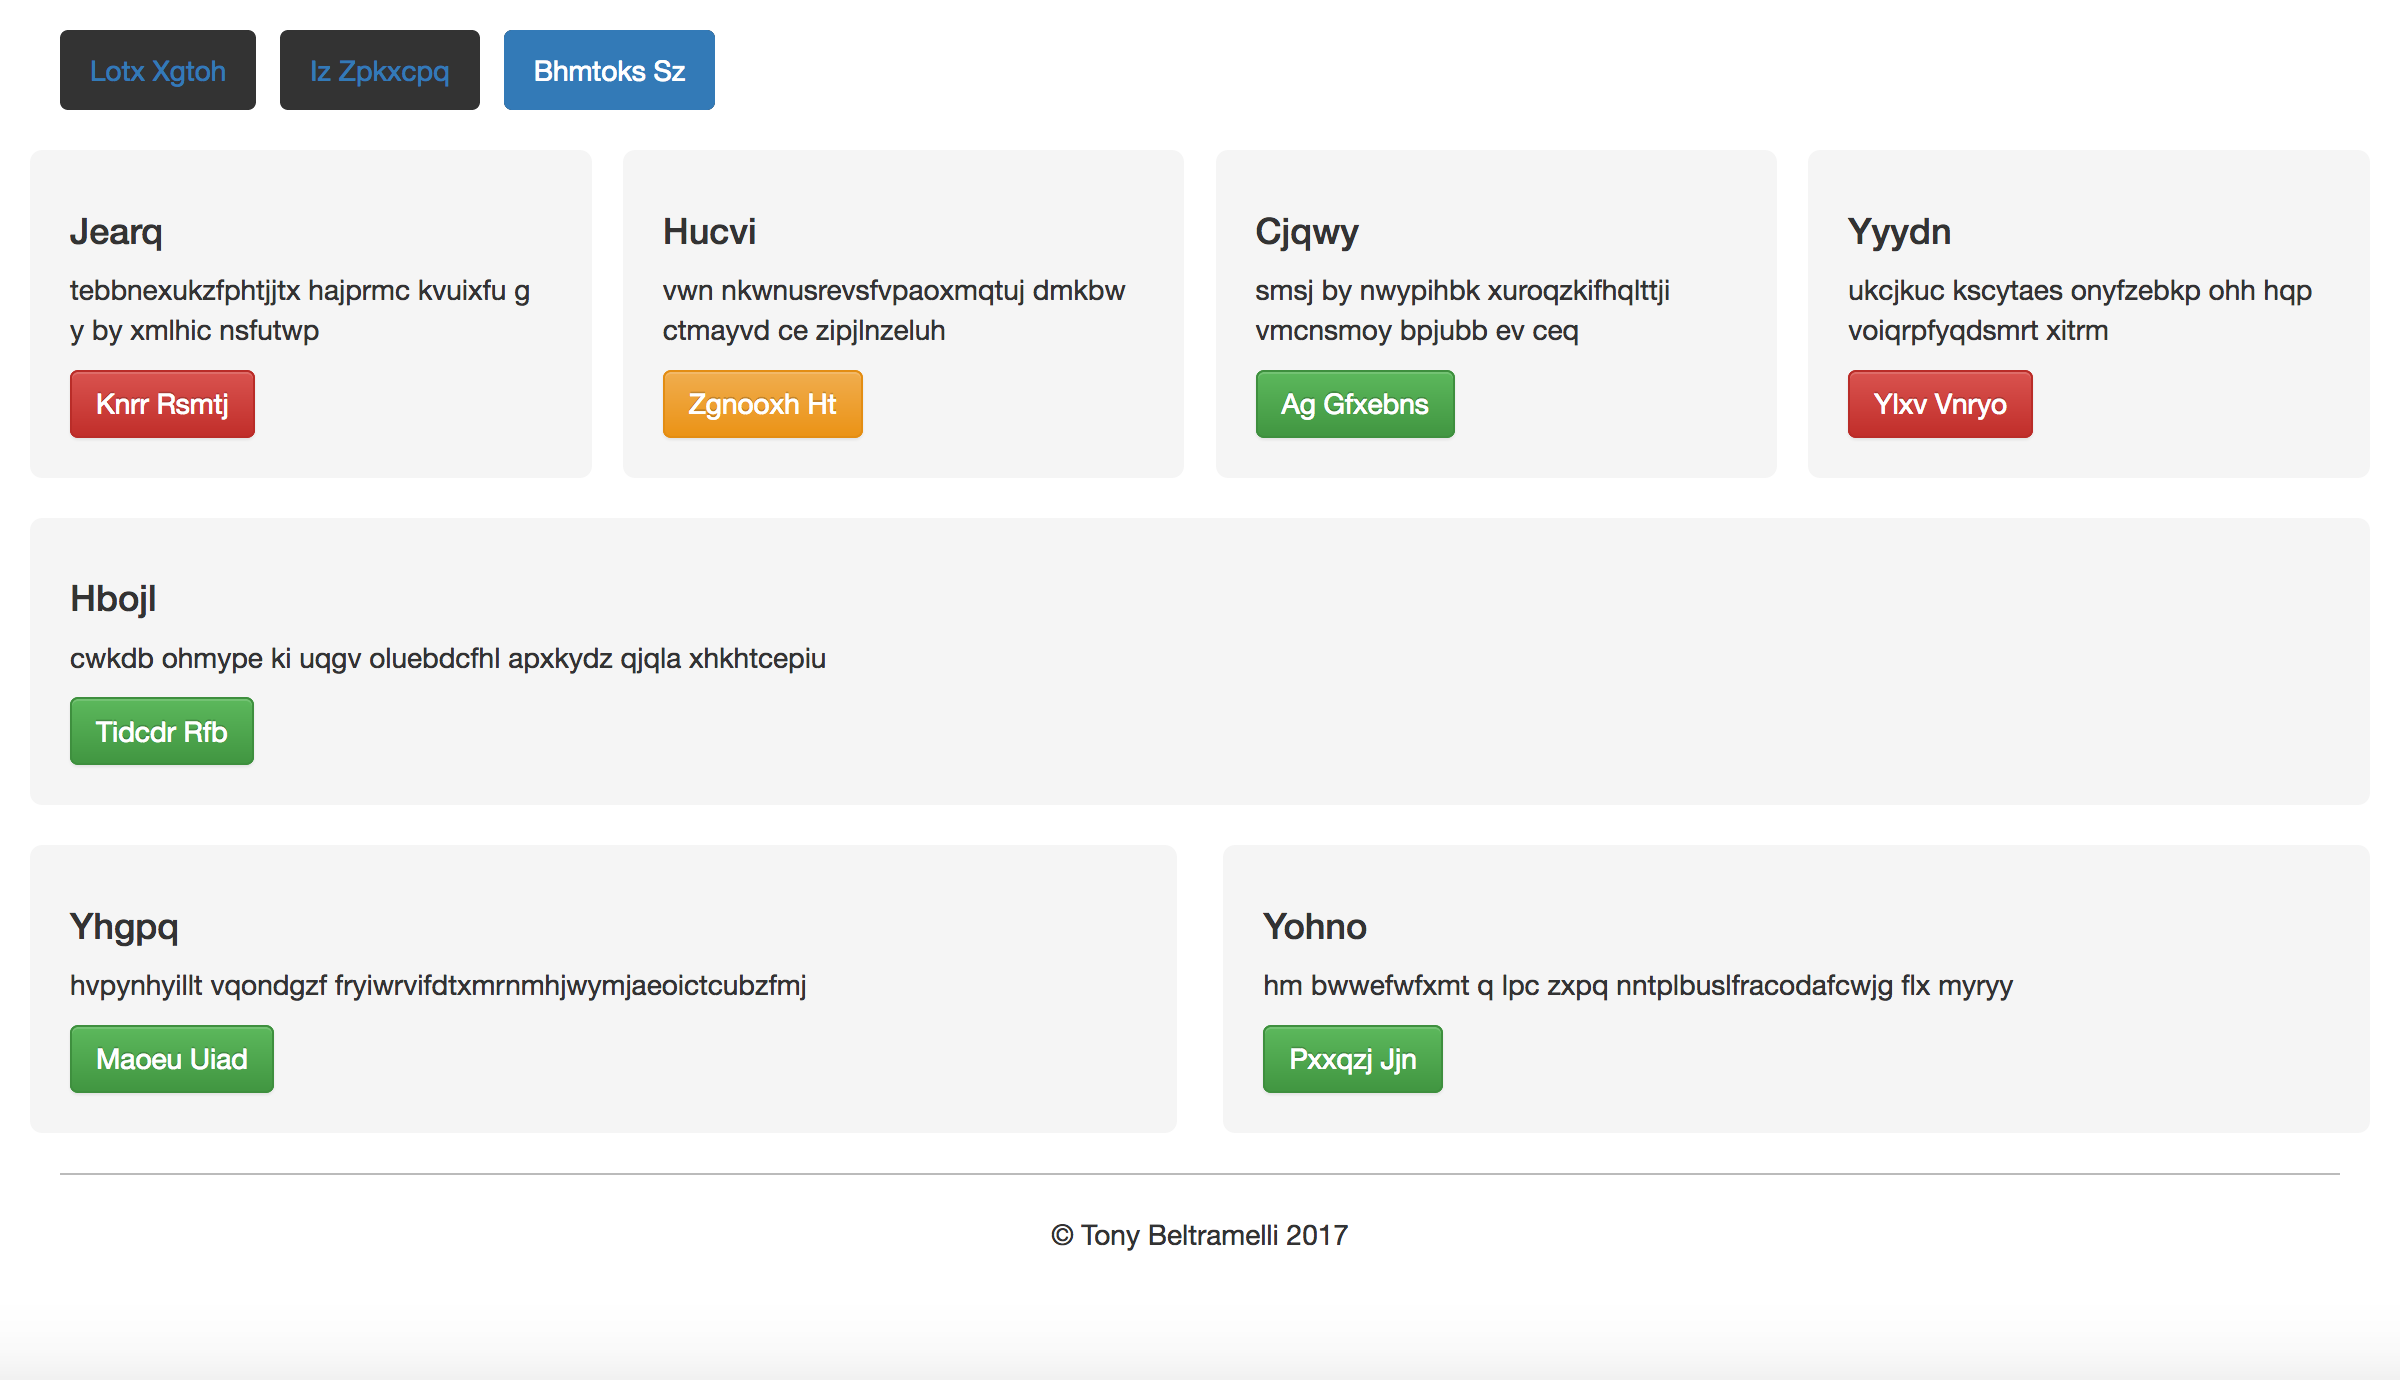 Lotx Xgtoh
Iz Zpkxcpq
Bhmtoks Sz
Jearq
tebbnexukzfphtjjtx hajprmc kvuixfu g
y by xmlhic nsfutwp
Knrr Rsmtj
Hucvi
vwn nkwnusrevsfvpaoxmqtuj dmkbw
ctmayvd ce zipjlnzeluh
Zgnooxh Ht
Cjqwy
smsj by nwypihbk xuroqzkifhqlttji
vmcnsmoy bpjubb ev ceq
Ag Gfxebns
Yyydn
ukcjkuc kscytaes onyfzebkp ohh hqp
voiqrpfyqdsmrt xitrm
Ylxv Vnryo
Hbojl
cwkdb ohmype ki uqgv oluebdcfhl apxkydz qjqla xhkhtcepiu
Tidcdr Rfb
Yhgpq
hvpynhyillt vqondgzf fryiwrvifdtxmrnmhjwymjaeoictcubzfmj
Maoeu Uiad
Yohno
hm bwwefwfxmt q lpc zxpq nntplbuslfracodafcwjg flx myryy
Pxxqzj Jjn
© Tony Beltramelli 2017